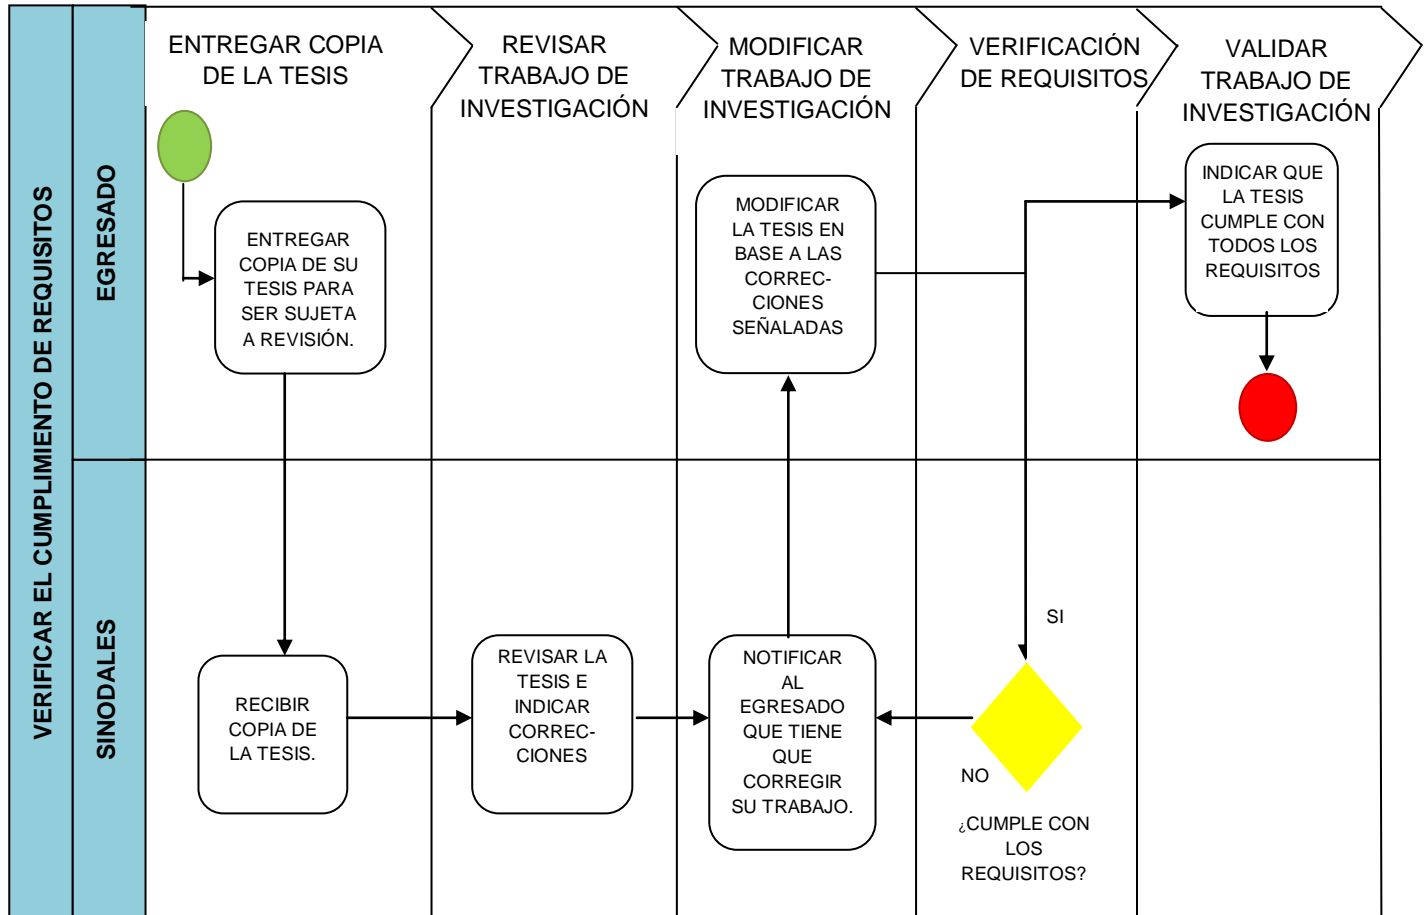 VERIFICAR EL CUMPLIMIENTO DE REQUISITOS
EGRESADO
SINODALES
ENTREGAR COPIA
DE LA TESIS
REVISAR
TRABAJO DE
INVESTIGACIÓN
MODIFICAR
TRABAJO DE
INVESTIGACIÓN
VERIFICACIÓN
DE REQUISITOS
VALIDAR
TRABAJO DE
INVESTIGACIÓN
ENTREGAR
COPIA DE SU
TESIS PARA
SER SUJETA
A REVISIÓN.
MODIFICAR
LA TESIS EN
BASE A LAS
CORREC-
CIONES
SEÑALADAS
INDICAR QUE
LA TESIS
CUMPLE CON
TODOS LOS
REQUISITOS
RECIBIR
COPIA DE
LA TESIS.
REVISAR LA
TESIS E
INDICAR
CORREC-
CIONES
NOTIFICAR
AL
EGRESADO
QUE TIENE
QUE
CORREGIR
SU TRABAJO.
SI
NO
¿CUMPLE CON
LOS
REQUISITOS?